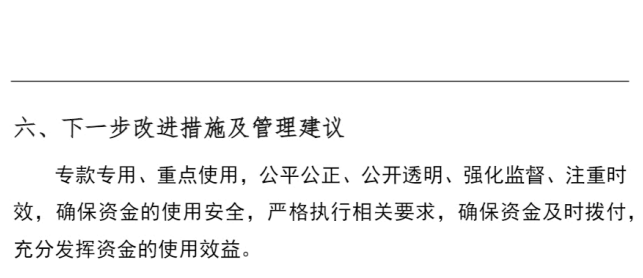 六、下一步改进措施及管理建议
专款专用、重点使用，公平公正、公开透明、强化监督、注重时
效，确保资金的使用安全，严格执行相关要求，确保资金及时拨付，
充分发挥资金的使用效益。